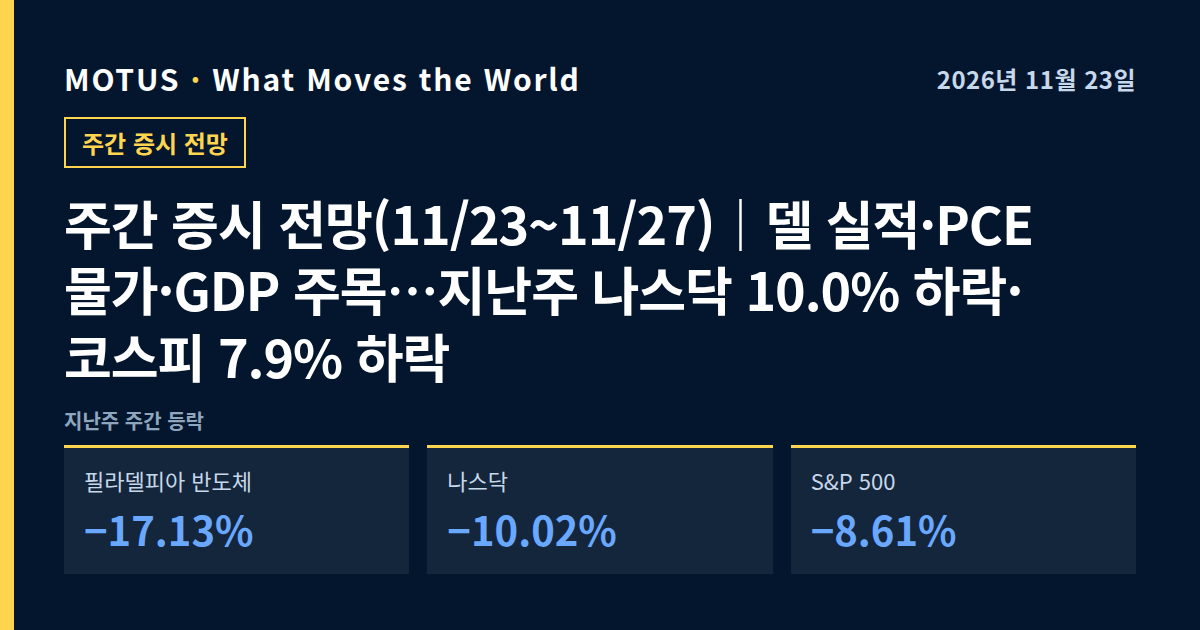 MOTUS · What Moves the World
2026년 11월 23일
주간 증시 전망
주간 증시 전망(11/23~11/27)｜델 실적·PCE
물가·GDP 주목…지난주 나스닥 10.0% 하락·
코스피 7.9% 하락
지난주 주간 등락
필라델피아 반도체
나스닥
S&P 500
−17.13%
−10.02%
−8.61%